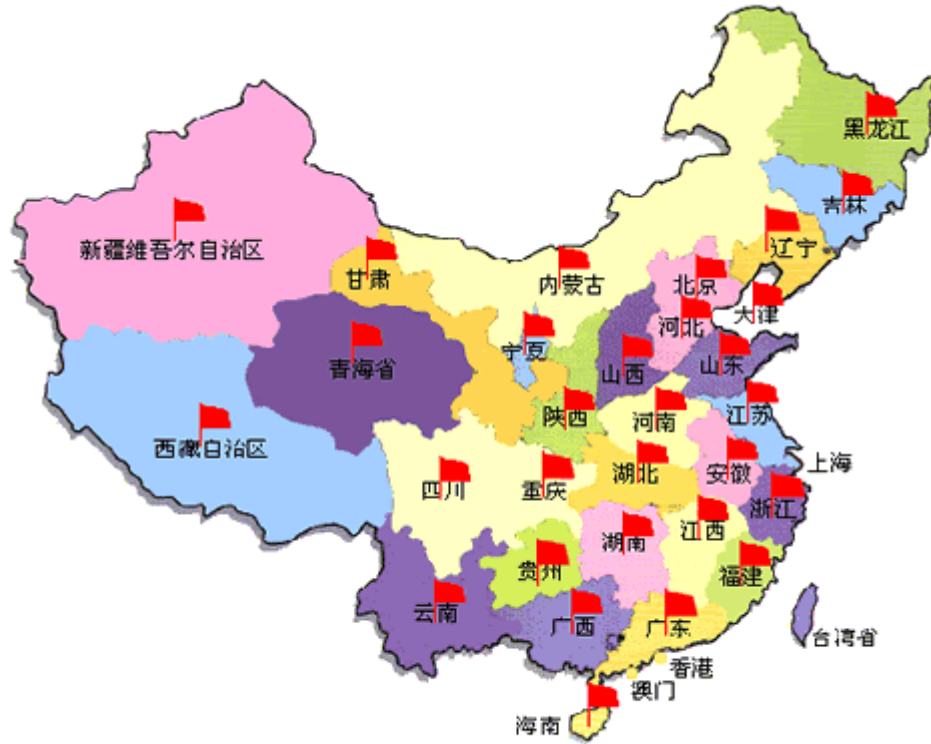 黑龙江
吉林
辽宁
新疆维吾尔自治区
甘肃
内蒙古
北京
大津
河北
宁夏
青海省
山西
山东
陕西
河南
江苏
西藏自治区
四川
重庆
湖北
安徽
上海
浙江
江西
湖南
贵州
福建
云南
广西
广东
台湾省
香港
澳门
海南